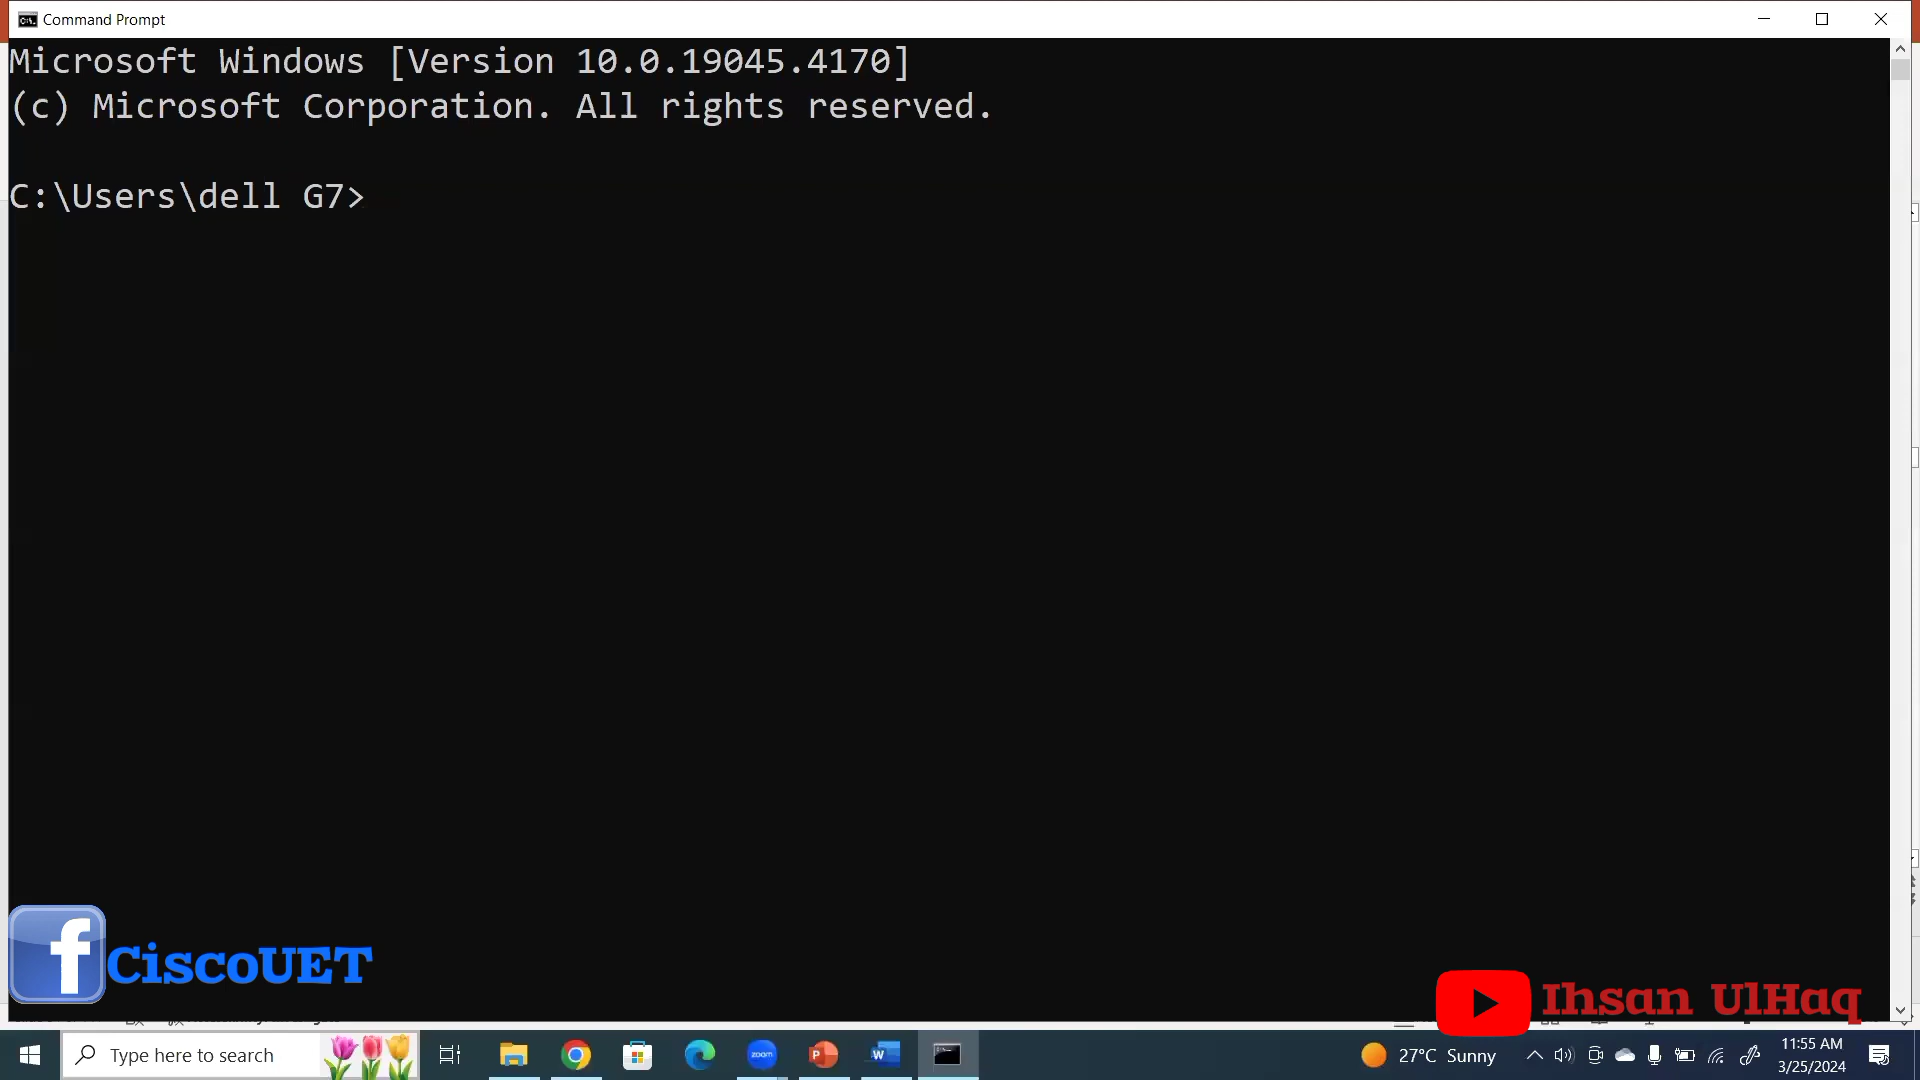 Command Prompt
Microsoft Windows [Version 10.0.19045.4170]
(c) Microsoft Corporation. All rights reserved.
C:\Users\dell G7>
CiscoUET
Ihsan UlHaq
Type here to search
zoom
27°C Sunny
11:55 AM
3/25/2024